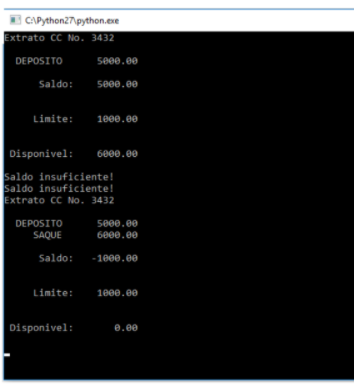 C:\Python27\python.exe
Extrato CC No. 3432
DEPOSITO 5000.00
Saldo: 5000.00
Limite: 1000.00
Disponivel: 6000.00
Saldo insuficiente!
Saldo insuficiente!
Extrato CC No. 3432
DEPOSITO 5000.00
SAQUE 6000.00
Saldo: -1000.00
Limite: 1000.00
Disponivel: 0.00